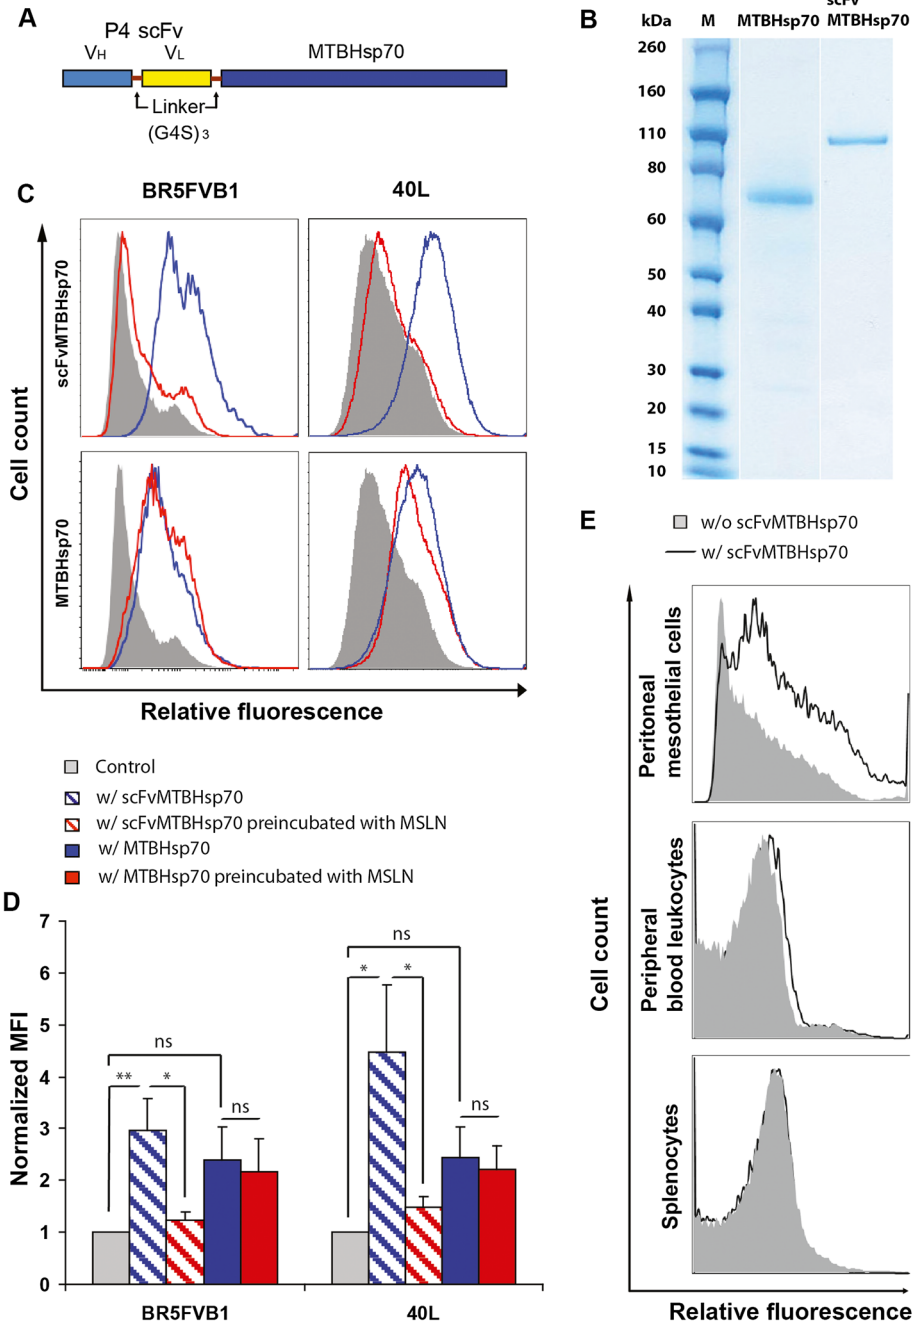 A
P4 scFv
VH VL MTBHsp70
Linker
(G4S) 3
B
kDa M MTBHsp70 scFv MTBHsp70
260
160
110
80
60
50
40
30
20
15
10
C
BR5FVB1 40L
scFvMTBHsp70
MTBHsp70
Cell count
Relative fluorescence
Control
w/ scFvMTBHsp70
w/ scFvMTBHsp70 preincubated with MSLN
w/ MTBHsp70
w/ MTBHsp70 preincubated with MSLN
D
Normalized MFI
7
6
5
4
3
2
1
0
ns
** *
ns
ns
* *
ns
BR5FVB1 40L
E
w/o scFvMTBHsp70
w/ scFvMTBHsp70
Peritoneal
mesothelial cells
Peripheral
blood leukocytes
Splenocytes
Cell count
Relative fluorescence